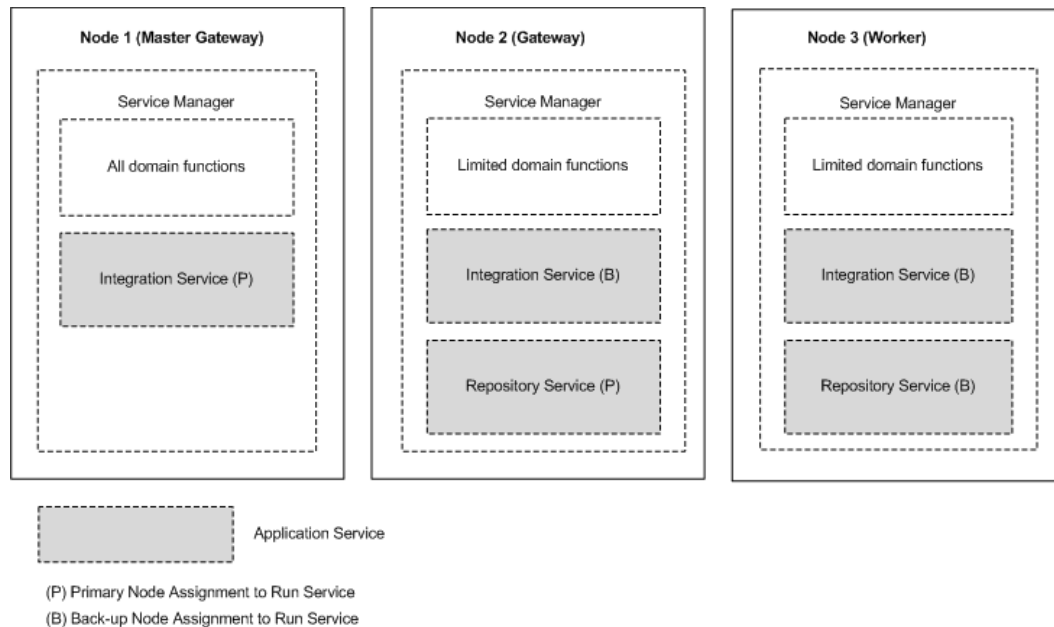 Node 1 (Master Gateway)
Service Manager
All domain functions
Integration Service (P)
Node 2 (Gateway)
Service Manager
Limited domain functions
Integration Service (B)
Repository Service (P)
Node 3 (Worker)
Service Manager
Limited domain functions
Integration Service (B)
Repository Service (B)
Application Service
(P) Primary Node Assignment to Run Service
(B) Back-up Node Assignment to Run Service